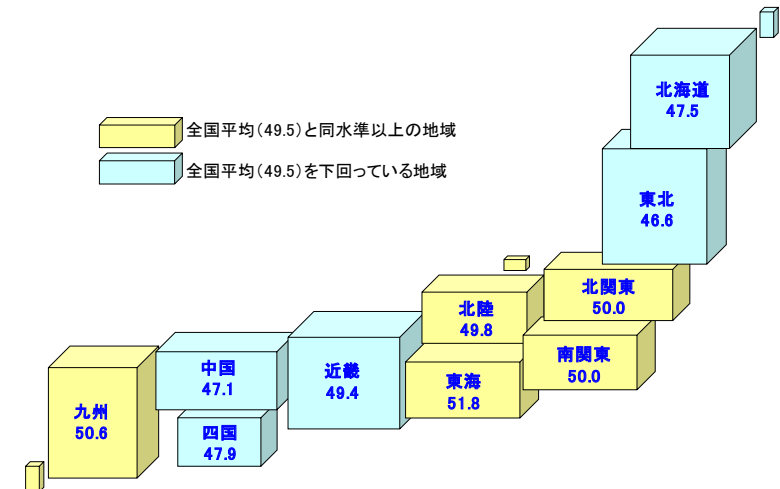 北海道
47.5
全国平均(49.5)と同水準以上の地域
全国平均(49.5)を下回っている地域
東北
46.6
北関東
50.0
北陸
49.8
南関東
50.0
中国
47.1
近畿
49.4
東海
51.8
九州
50.6
四国
47.9